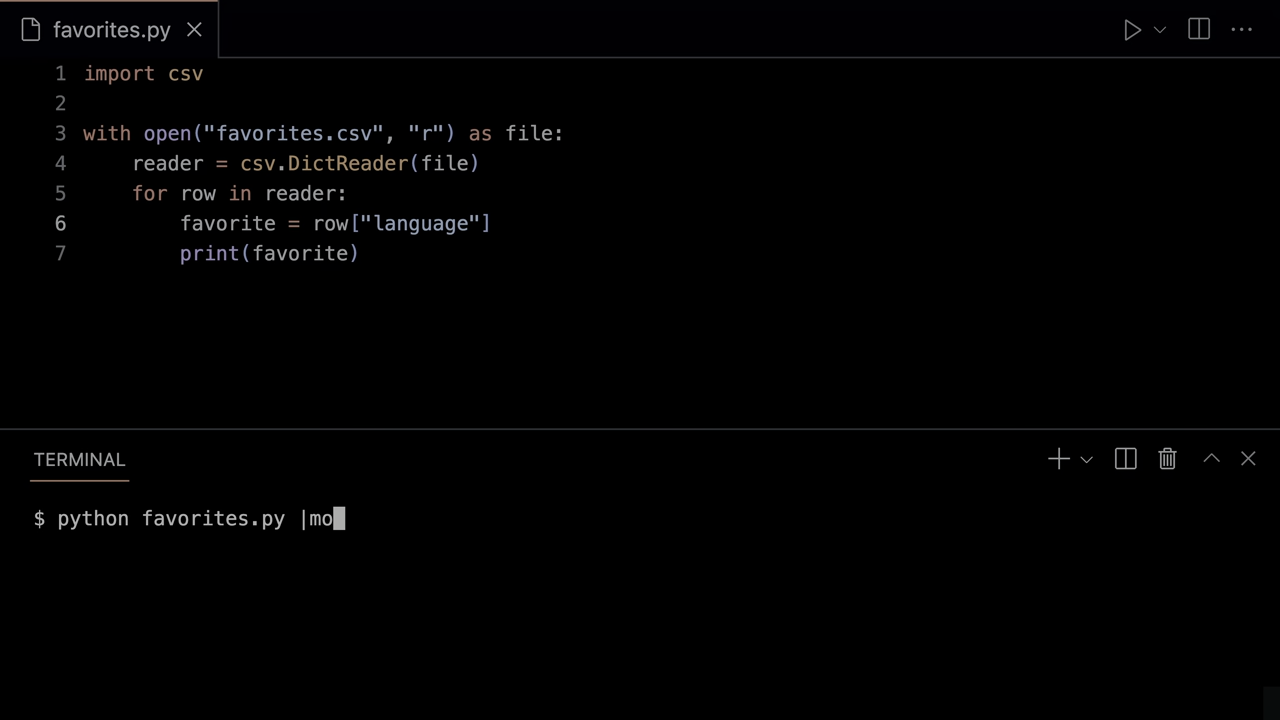 favorites.py
1 import csv
2
3 with open("favorites.csv", "r") as file:
4     reader = csv.DictReader(file)
5     for row in reader:
6         favorite = row["language"]
7         print(favorite)
TERMINAL
$ python favorites.py |mo